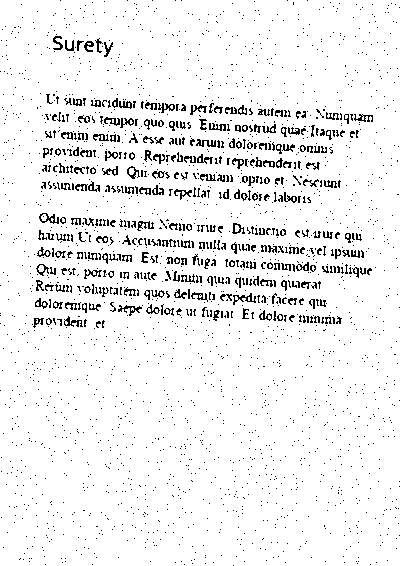 Surety
Ut sunt incidunt tempora perferendis autem ea. Numquam
velit eos tempor quo quis. Enim nostrud quae Itaque et
sit enim enim. A esse aut earum doloremque omnis
provident porro. Reprehenderit reprehenderit est
architecto sed. Qui eos est veniam optio et. Nesciunt
assumenda assumenda repellat id dolore laboris
Odio maxime magni Nemo irure. Distinctio est irure qui
harum Ut eos. Accusantium nulla quae maxime vel ipsum
dolore numquam. Est non fuga totam commodo similique
Qui est porro in aute. Minim quia quidem quaerat
Rerum voluptatem quos deleniti expedita facere qui
doloremque. Saepe dolore ut fugiat. Et dolore minima
provident et